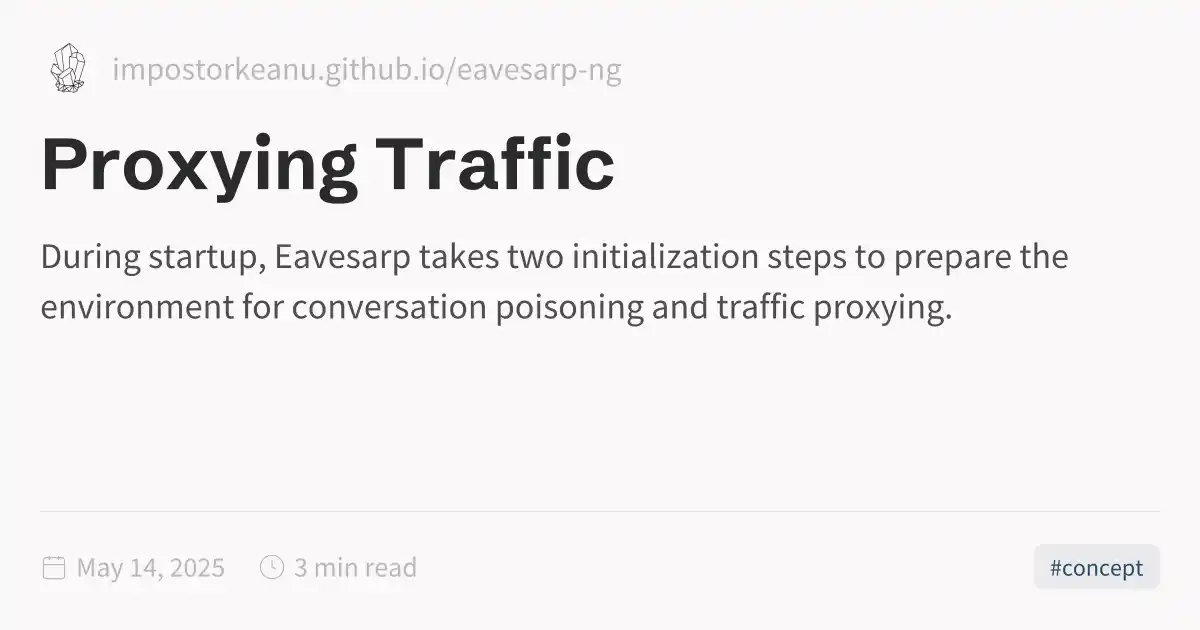 impostorkeanu.github.io/eavesarp-ng
Proxying Traffic
During startup, Eavesarp takes two initialization steps to prepare the
environment for conversation poisoning and traffic proxying.
May 14, 2025
3 min read
#concept